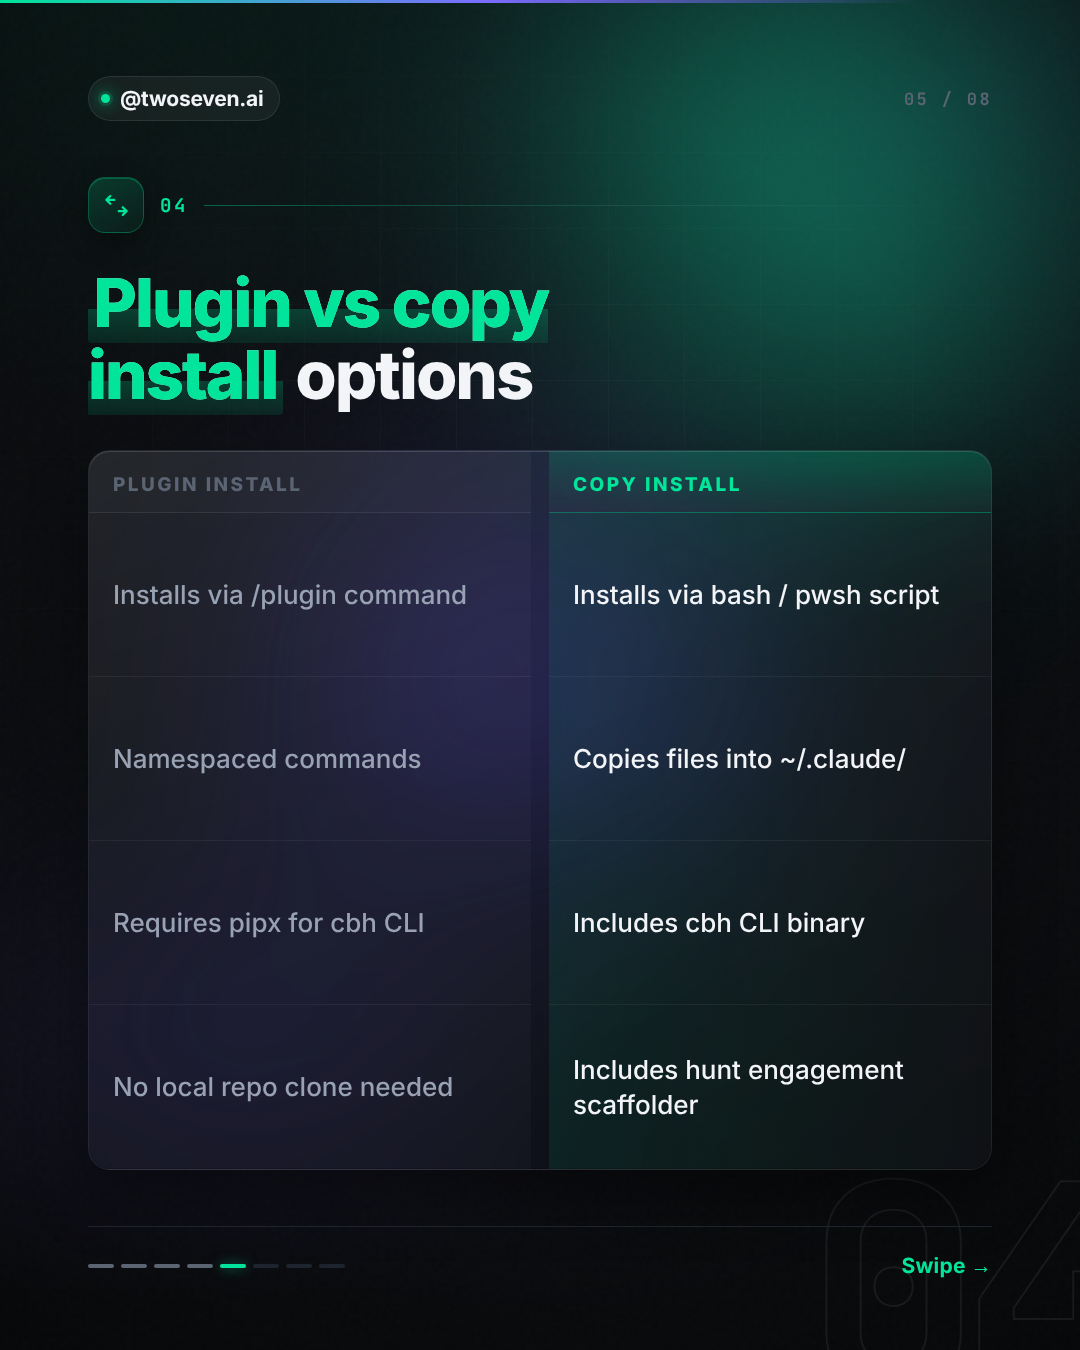 @twoseven.ai
05 / 08
04
Plugin vs copy
install options
PLUGIN INSTALL
COPY INSTALL
Installs via /plugin command
Installs via bash / pwsh script
Namespaced commands
Copies files into ~/.claude/
Requires pipx for cbh CLI
Includes cbh CLI binary
No local repo clone needed
Includes hunt engagement
scaffolder
Swipe →
04